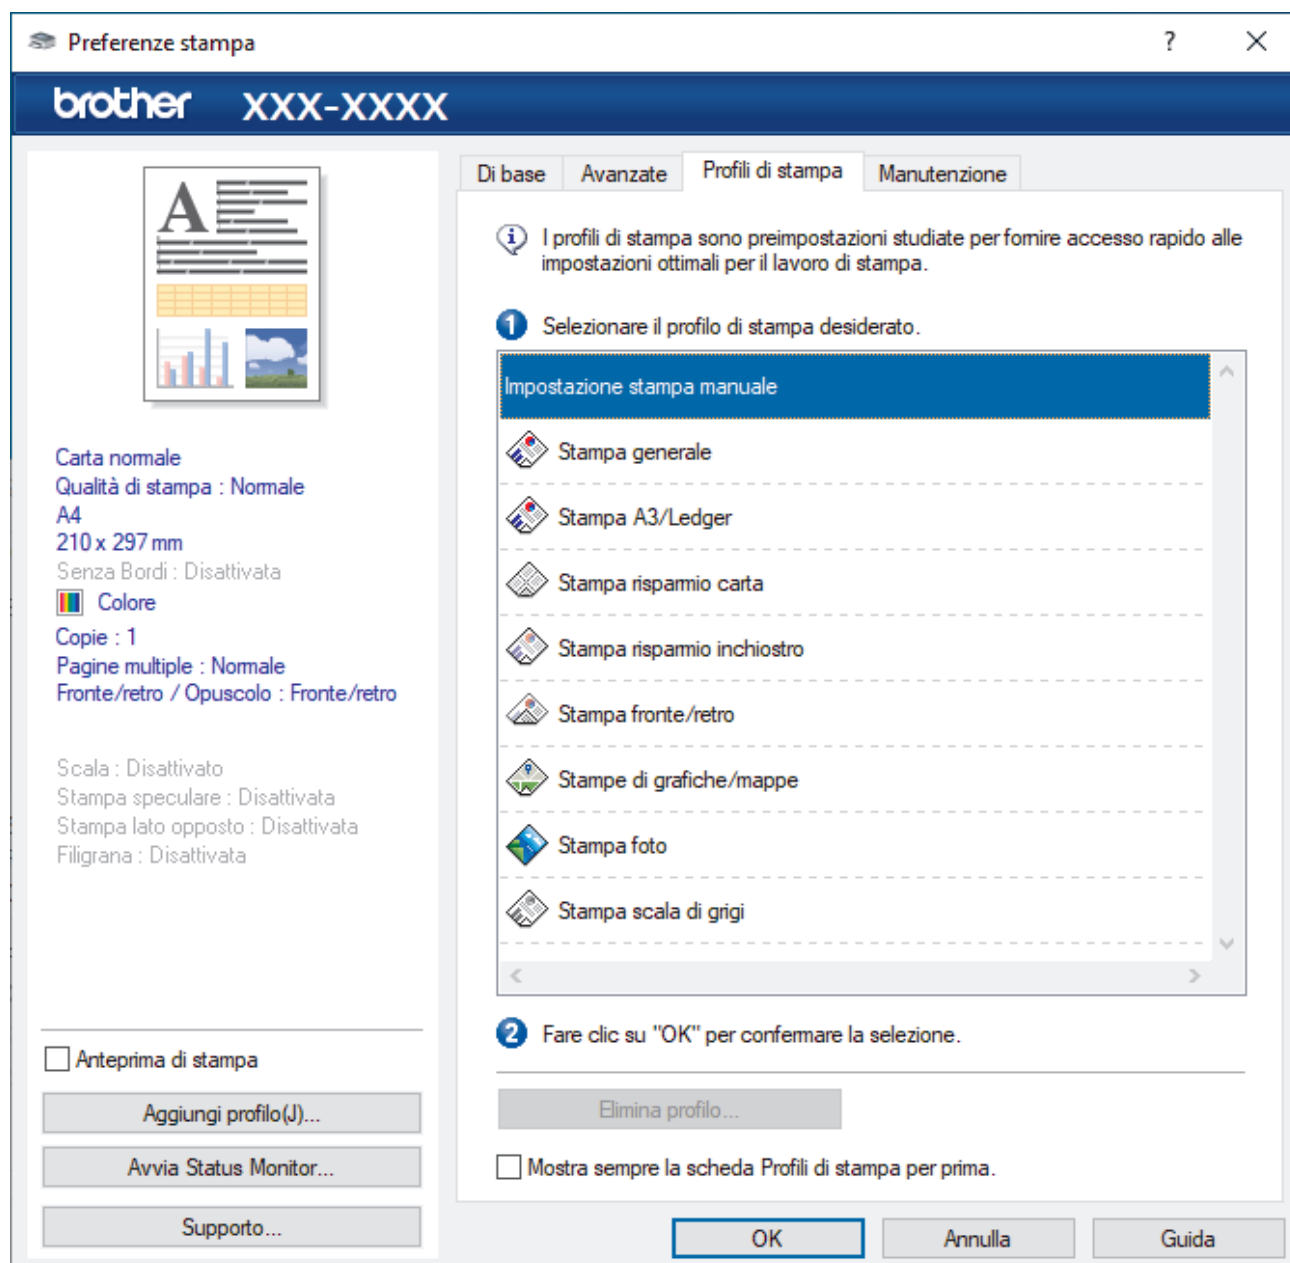 Preferenze stampa
?
brother XXX-XXXX
A
Carta normale
Qualità di stampa : Normale
A4
210 x 297 mm
Senza Bordi : Disattivata
Colore
Copie : 1
Pagine multiple : Normale
Fronte/retro / Opuscolo : Fronte/retro
Scala : Disattivato
Stampa speculare : Disattivata
Stampa lato opposto : Disattivata
Filigrana : Disattivata
Anteprima di stampa
Aggiungi profilo(J)...
Avvia Status Monitor...
Supporto...
Di base
Avanzate
Profili di stampa
Manutenzione
I profili di stampa sono preimpostazioni studiate per fornire accesso rapido alle
impostazioni ottimali per il lavoro di stampa.
1 Selezionare il profilo di stampa desiderato.
Impostazione stampa manuale
Stampa generale
Stampa A3/Ledger
Stampa risparmio carta
Stampa risparmio inchiostro
Stampa fronte/retro
Stampe di grafiche/mappe
Stampa foto
Stampa scala di grigi
2 Fare clic su "OK" per confermare la selezione.
Elimina profilo...
Mostra sempre la scheda Profili di stampa per prima.
OK
Annulla
Guida